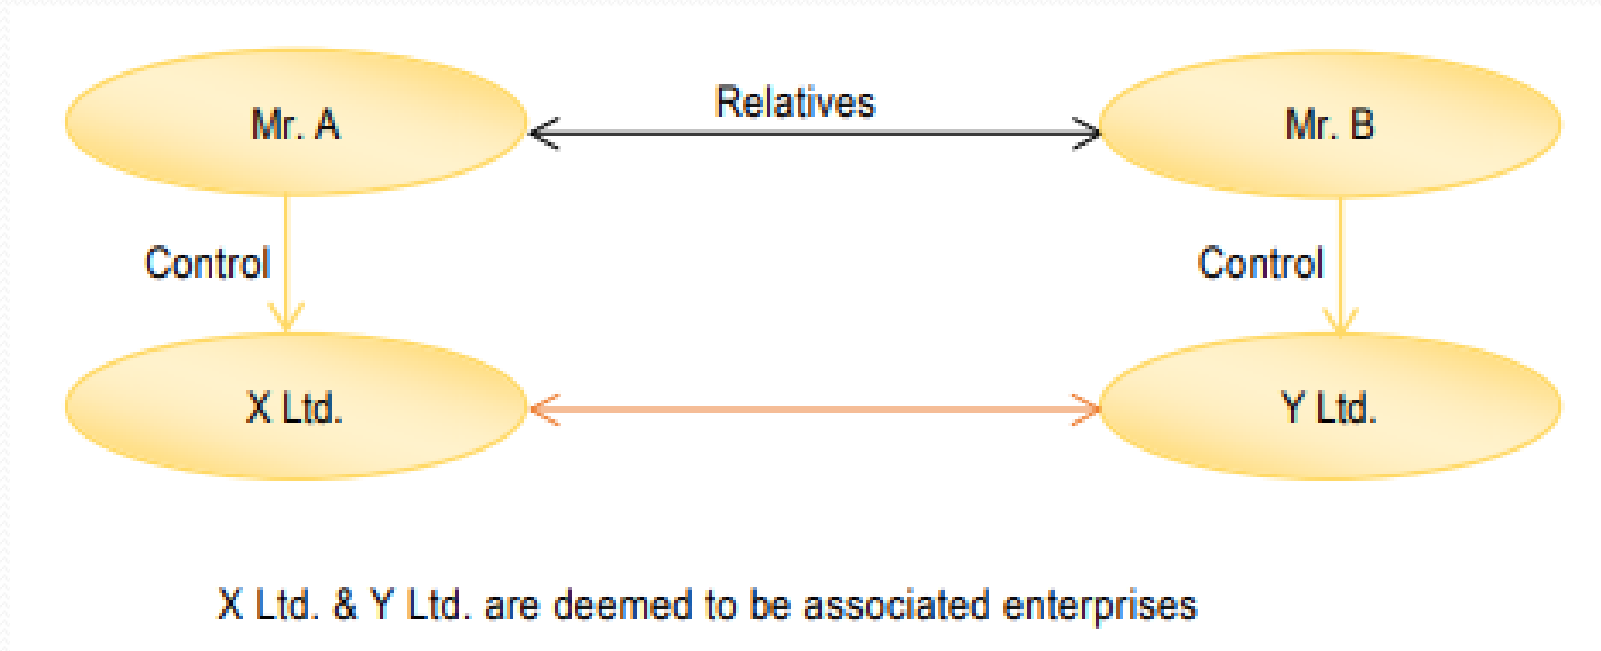 Relatives
Mr. A
Mr. B
Control
Control
X Ltd.
Y Ltd.
X Ltd. & Y Ltd. are deemed to be associated enterprises